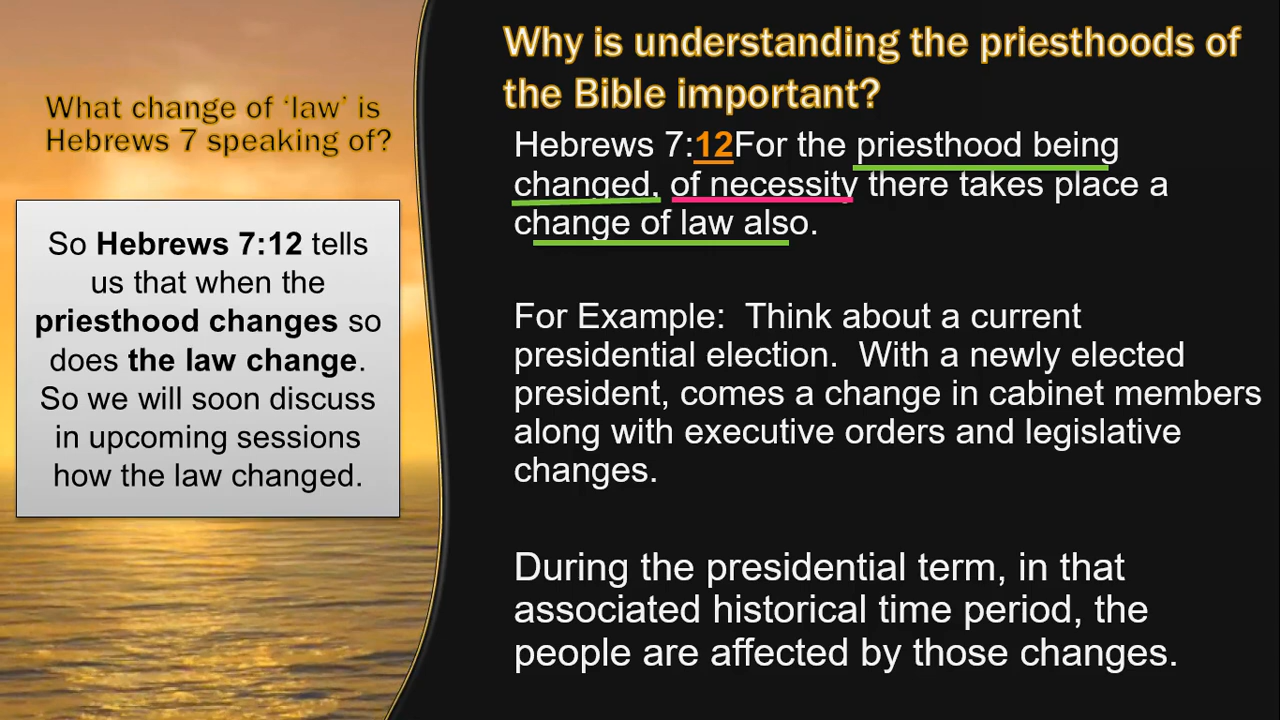 What change of ‘law’ is
Hebrews 7 speaking of?
So Hebrews 7:12 tells
us that when the
priesthood changes so
does the law change.
So we will soon discuss
in upcoming sessions
how the law changed.
Why is understanding the priesthoods of
the Bible important?
Hebrews 7:12For the priesthood being
changed, of necessity there takes place a
change of law also.
For Example:  Think about a current
presidential election.  With a newly elected
president, comes a change in cabinet members
along with executive orders and legislative
changes.
During the presidential term, in that
associated historical time period, the
people are affected by those changes.